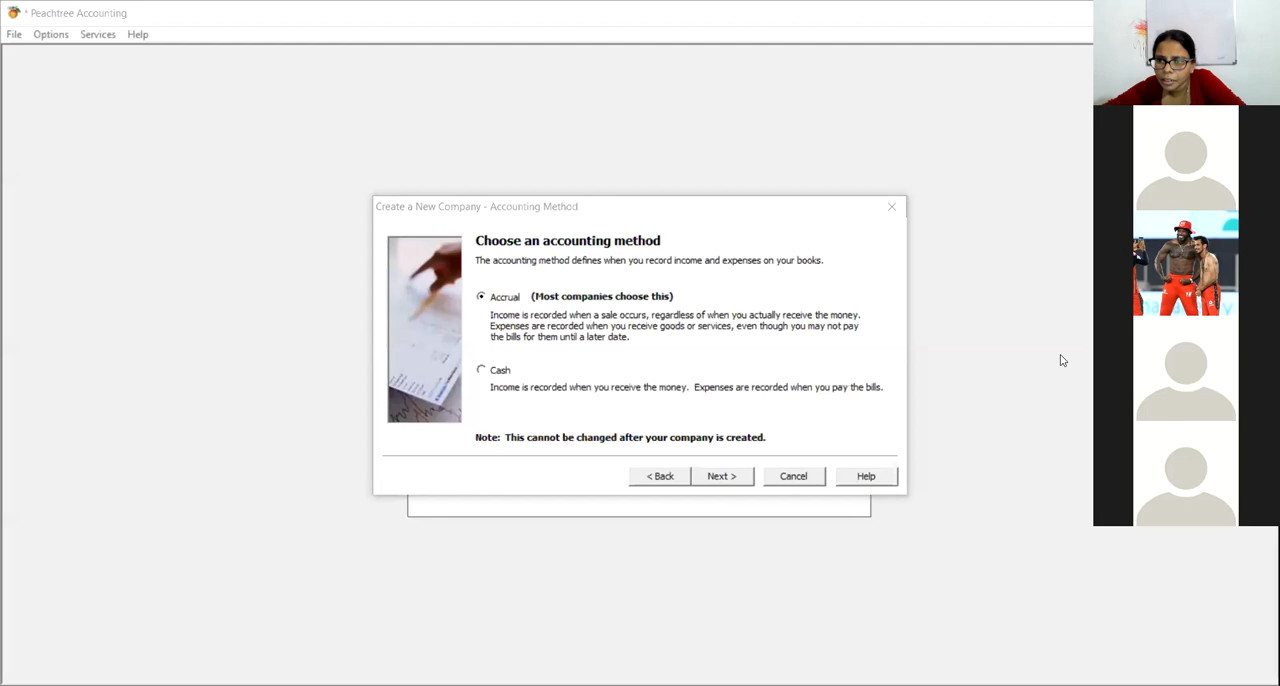 * Peachtree Accounting
File Options Services Help
Create a New Company - Accounting Method
Choose an accounting method
The accounting method defines when you record income and expenses on your books.
Accrual (Most companies choose this)
Income is recorded when a sale occurs, regardless of when you actually receive the money.
Expenses are recorded when you receive goods or services, even though you may not pay
the bills for them until a later date.
Cash
Income is recorded when you receive the money. Expenses are recorded when you pay the bills.
Note: This cannot be changed after your company is created.
< Back Next > Cancel Help